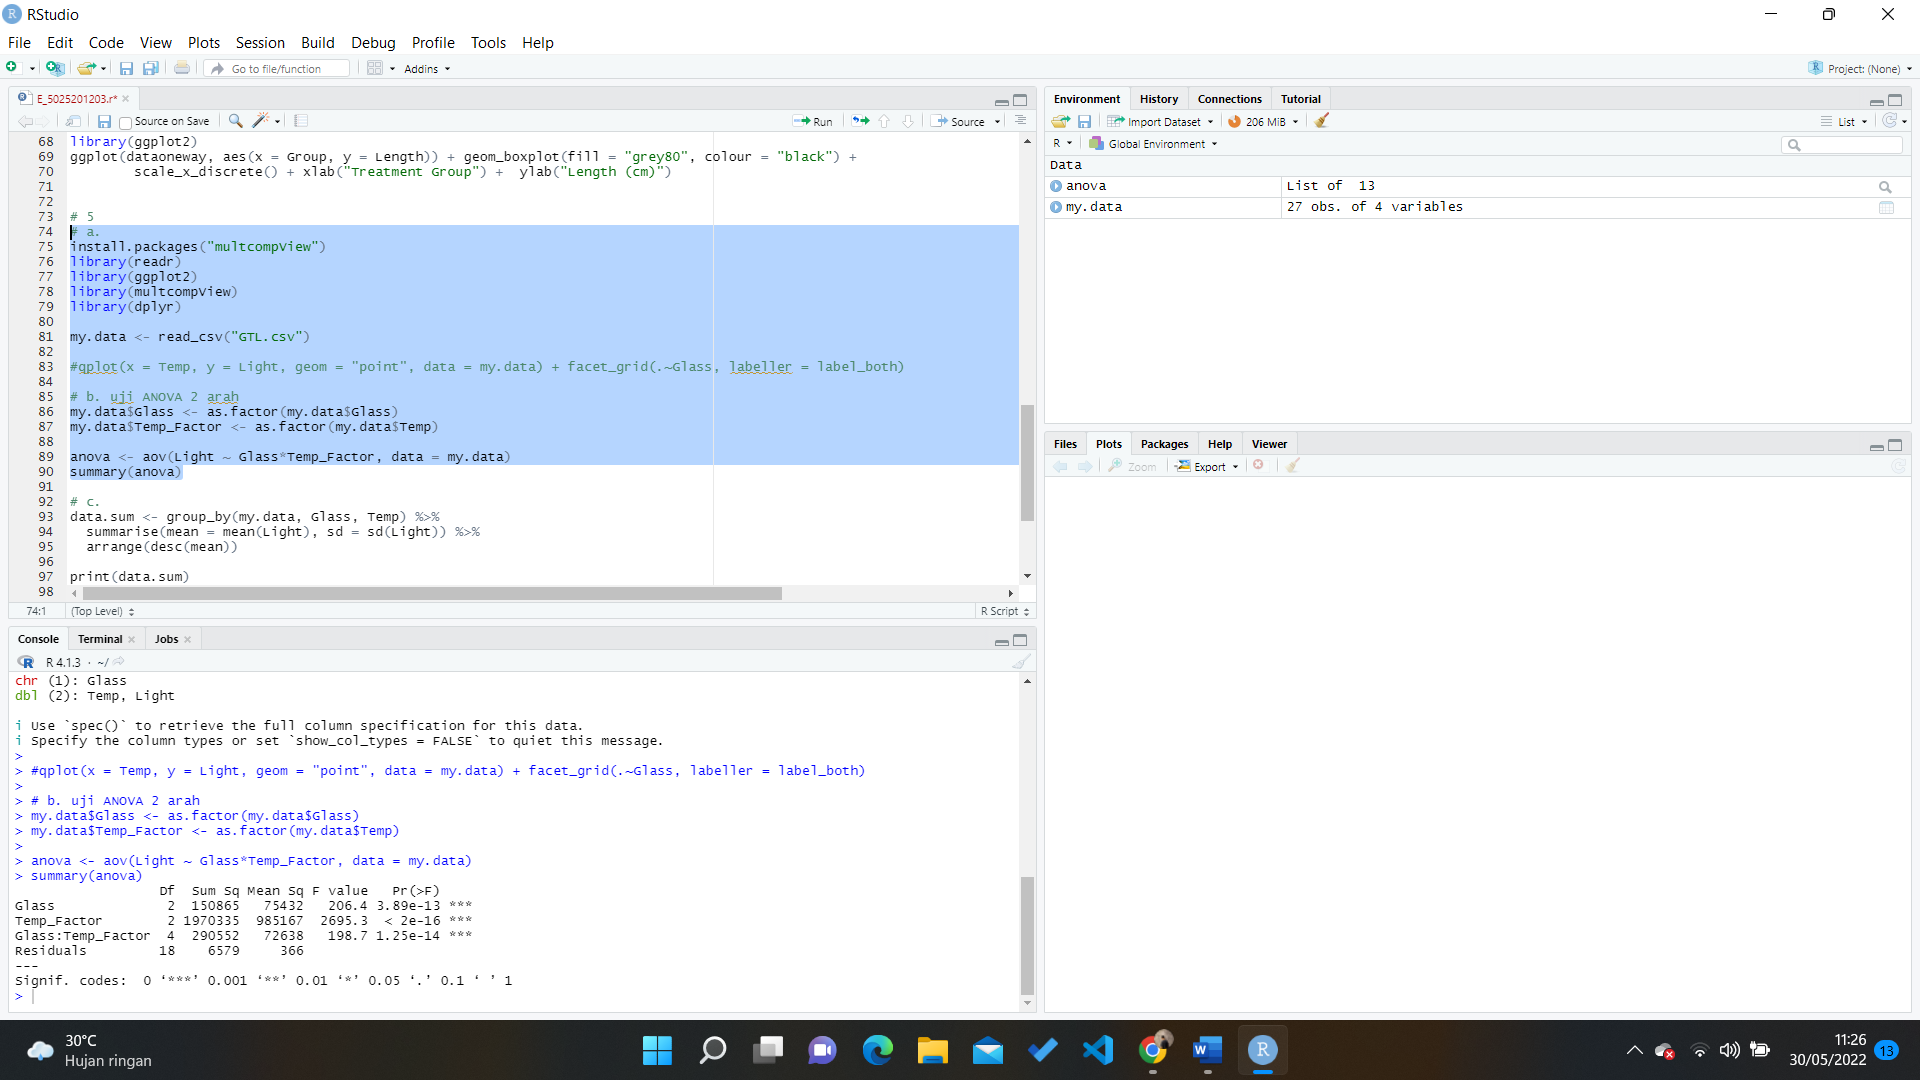 RStudio
File Edit Code View Plots Session Build Debug Profile Tools Help
Go to file/function Addins Project: (None)
E_5025201203.r*
Source on Save Run Source
68 library(ggplot2)
69 ggplot(dataoneway, aes(x = Group, y = Length)) + geom_boxplot(fill = "grey80", colour = "black") +
70 scale_x_discrete() + xlab("Treatment Group") + ylab("Length (cm)")
71
72
73 # 5
74 # a.
75 install.packages("multcompView")
76 library(readr)
77 library(ggplot2)
78 library(multcompView)
79 library(dplyr)
80
81 my.data <- read_csv("GTL.csv")
82
83 #qplot(x = Temp, y = Light, geom = "point", data = my.data) + facet_grid(.~Glass, labeller = label_both)
84
85 # b. uji ANOVA 2 arah
86 my.data$Glass <- as.factor(my.data$Glass)
87 my.data$Temp_Factor <- as.factor(my.data$Temp)
88
89 anova <- aov(Light ~ Glass*Temp_Factor, data = my.data)
90 summary(anova)
91
92 # c.
93 data.sum <- group_by(my.data, Glass, Temp) %>%
94 summarise(mean = mean(Light), sd = sd(Light)) %>%
95 arrange(desc(mean))
96
97 print(data.sum)
98
74:1 (Top Level) R Script
Console Terminal Jobs
R 4.1.3 · ~/
chr (1): Glass
dbl (2): Temp, Light
i Use `spec()` to retrieve the full column specification for this data.
i Specify the column types or set `show_col_types = FALSE` to quiet this message.
>
> #qplot(x = Temp, y = Light, geom = "point", data = my.data) + facet_grid(.~Glass, labeller = label_both)
>
> # b. uji ANOVA 2 arah
> my.data$Glass <- as.factor(my.data$Glass)
> my.data$Temp_Factor <- as.factor(my.data$Temp)
>
> anova <- aov(Light ~ Glass*Temp_Factor, data = my.data)
> summary(anova)
Df Sum Sq Mean Sq F value Pr(>F)
Glass 2 150865 75432 206.4 3.89e-13 ***
Temp_Factor 2 1970335 985167 2695.3 < 2e-16 ***
Glass:Temp_Factor 4 290552 72638 198.7 1.25e-14 ***
Residuals 18 6579 366
---
Signif. codes: 0 ‘***’ 0.001 ‘**’ 0.01 ‘*’ 0.05 ‘.’ 0.1 ‘ ’ 1
>
Environment History Connections Tutorial
Import Dataset 206 MiB List
R Global Environment
Data
anova List of 13
my.data 27 obs. of 4 variables
Files Plots Packages Help Viewer
Zoom Export
30°C
Hujan ringan
11:26
30/05/2022
13